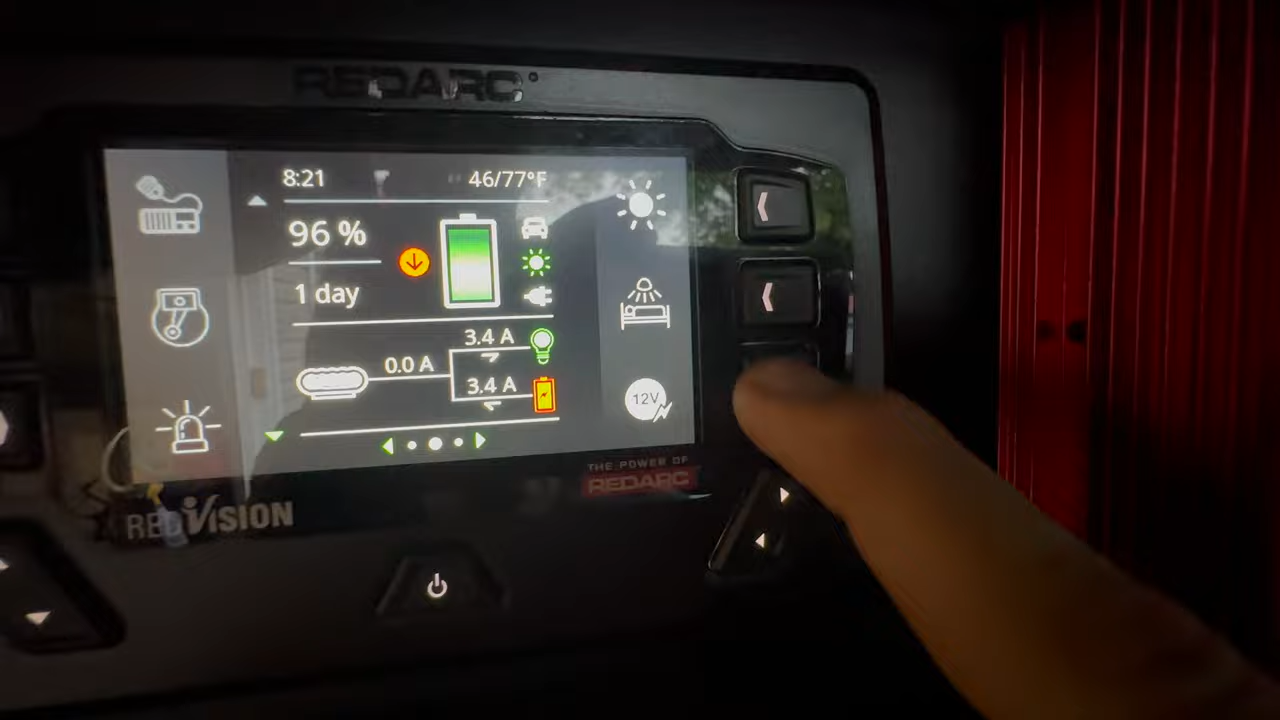 REDARC
8:21
46/77°F
96 %
1 day
3.4 A
0.0 A
3.4 A
12V
THE POWER OF
REDARC
REDVISION